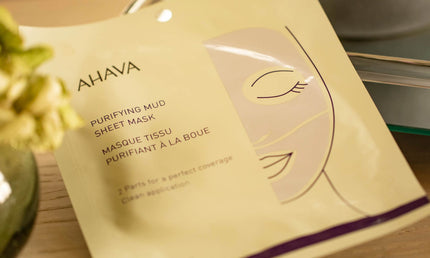 AHAVA
PURIFYING MUD
SHEET MASK
MASQUE TISSU
PURIFIANT À LA BOUE
2 Parts for a perfect coverage
Clean application